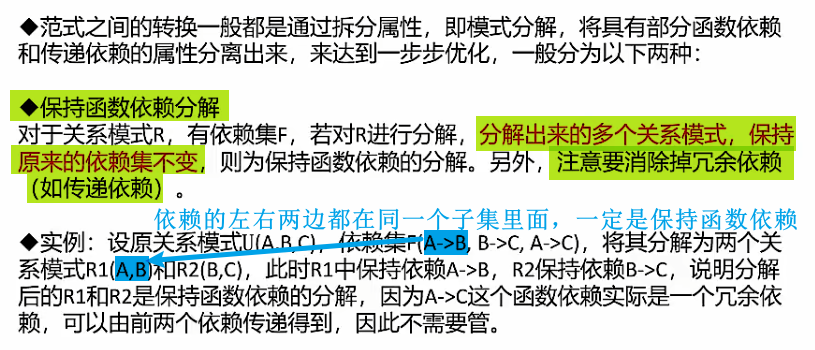 ◆范式之间的转换一般都是通过拆分属性，即模式分解，将具有部分函数依赖
和传递依赖的属性分离出来，来达到一步步优化，一般分为以下两种：
◆保持函数依赖分解
对于关系模式R，有依赖集F，若对R进行分解，分解出来的多个关系模式，保持
原来的依赖集不变，则为保持函数依赖的分解。另外，注意要消除掉冗余依赖
（如传递依赖）。
依赖的左右两边都在同一个子集里面，一定是保持函数依赖
◆实例：设原关系模式U(A,B,C)，依赖集F(A->B, B->C, A->C)，将其分解为两个关
系模式R1(A,B)和R2(B,C)，此时R1中保持依赖A->B，R2保持依赖B->C，说明分解
后的R1和R2是保持函数依赖的分解，因为A->C这个函数依赖实际是一个冗余依
赖，可以由前两个依赖传递得到，因此不需要管。